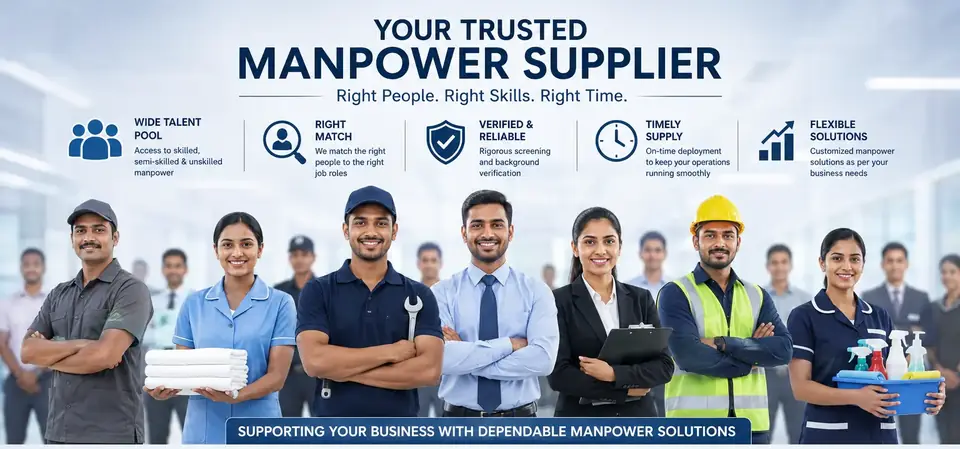 YOUR TRUSTED
MANPOWER SUPPLIER
Right People. Right Skills. Right Time.
WIDE TALENT
POOL
Access to skilled,
semi-skilled & unskilled
manpower
RIGHT
MATCH
We match the right
people to the right
job roles
VERIFIED &
RELIABLE
Rigorous screening
and background
verification
TIMELY
SUPPLY
On-time deployment
to keep your operations
running smoothly
FLEXIBLE
SOLUTIONS
Customized manpower
solutions as per your
business needs
SUPPORTING YOUR BUSINESS WITH DEPENDABLE MANPOWER SOLUTIONS